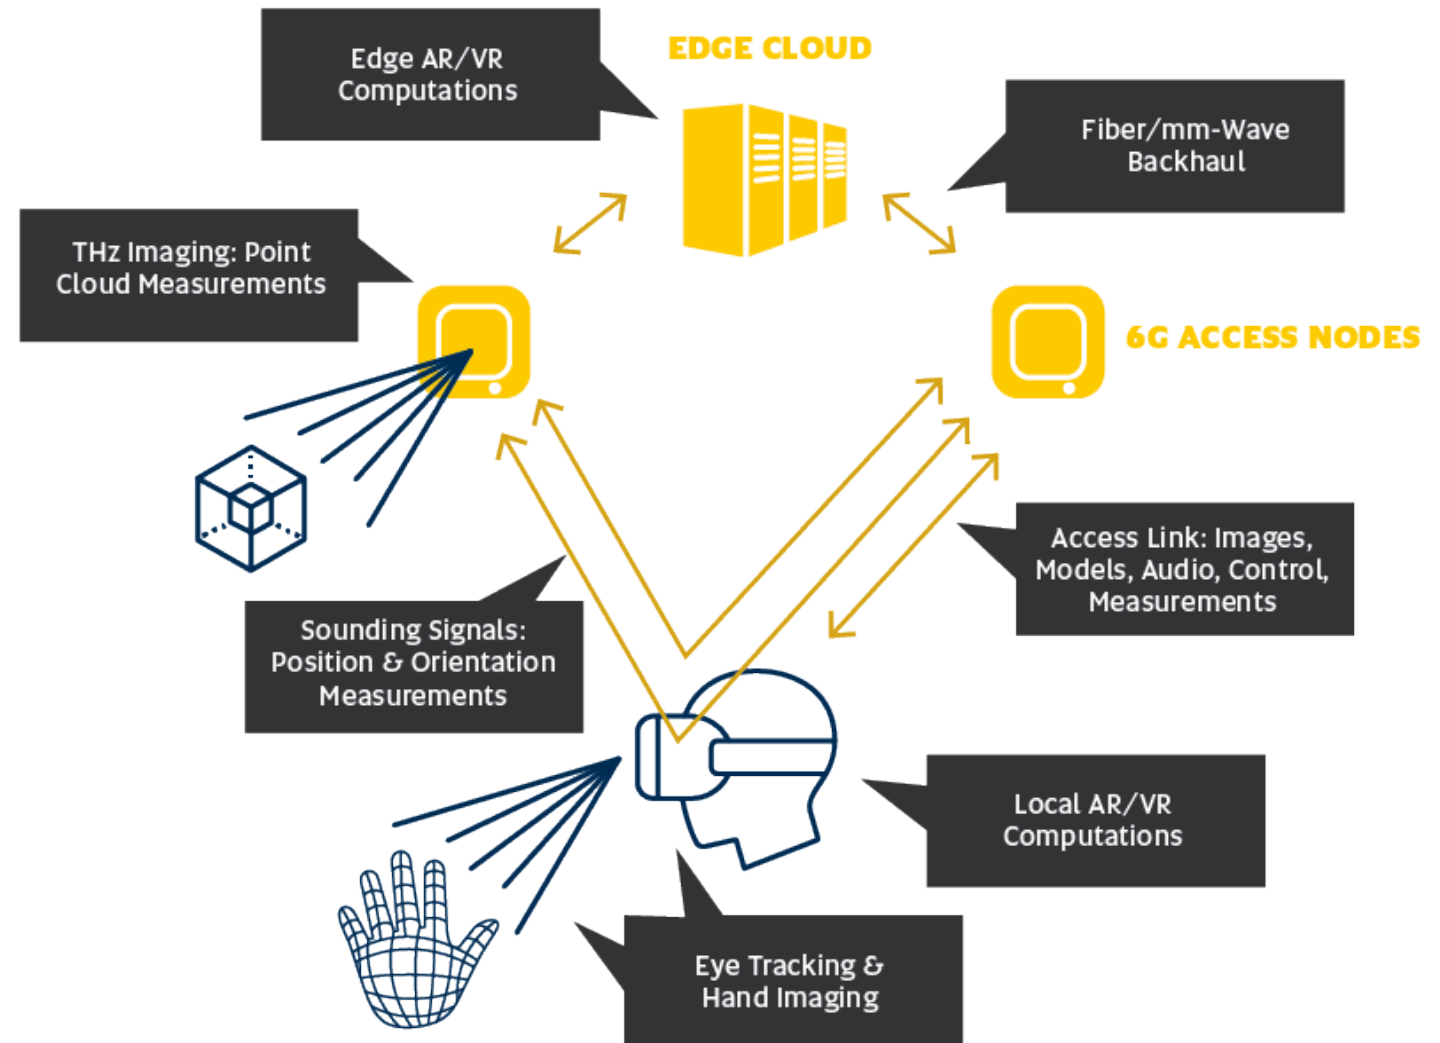 Edge AR/VR
Computations
EDGE CLOUD
Fiber/mm-Wave
Backhaul
THz Imaging: Point
Cloud Measurements
6G ACCESS NODES
Access Link: Images,
Models, Audio, Control,
Measurements
Sounding Signals:
Position & Orientation
Measurements
Local AR/VR
Computations
Eye Tracking &
Hand Imaging